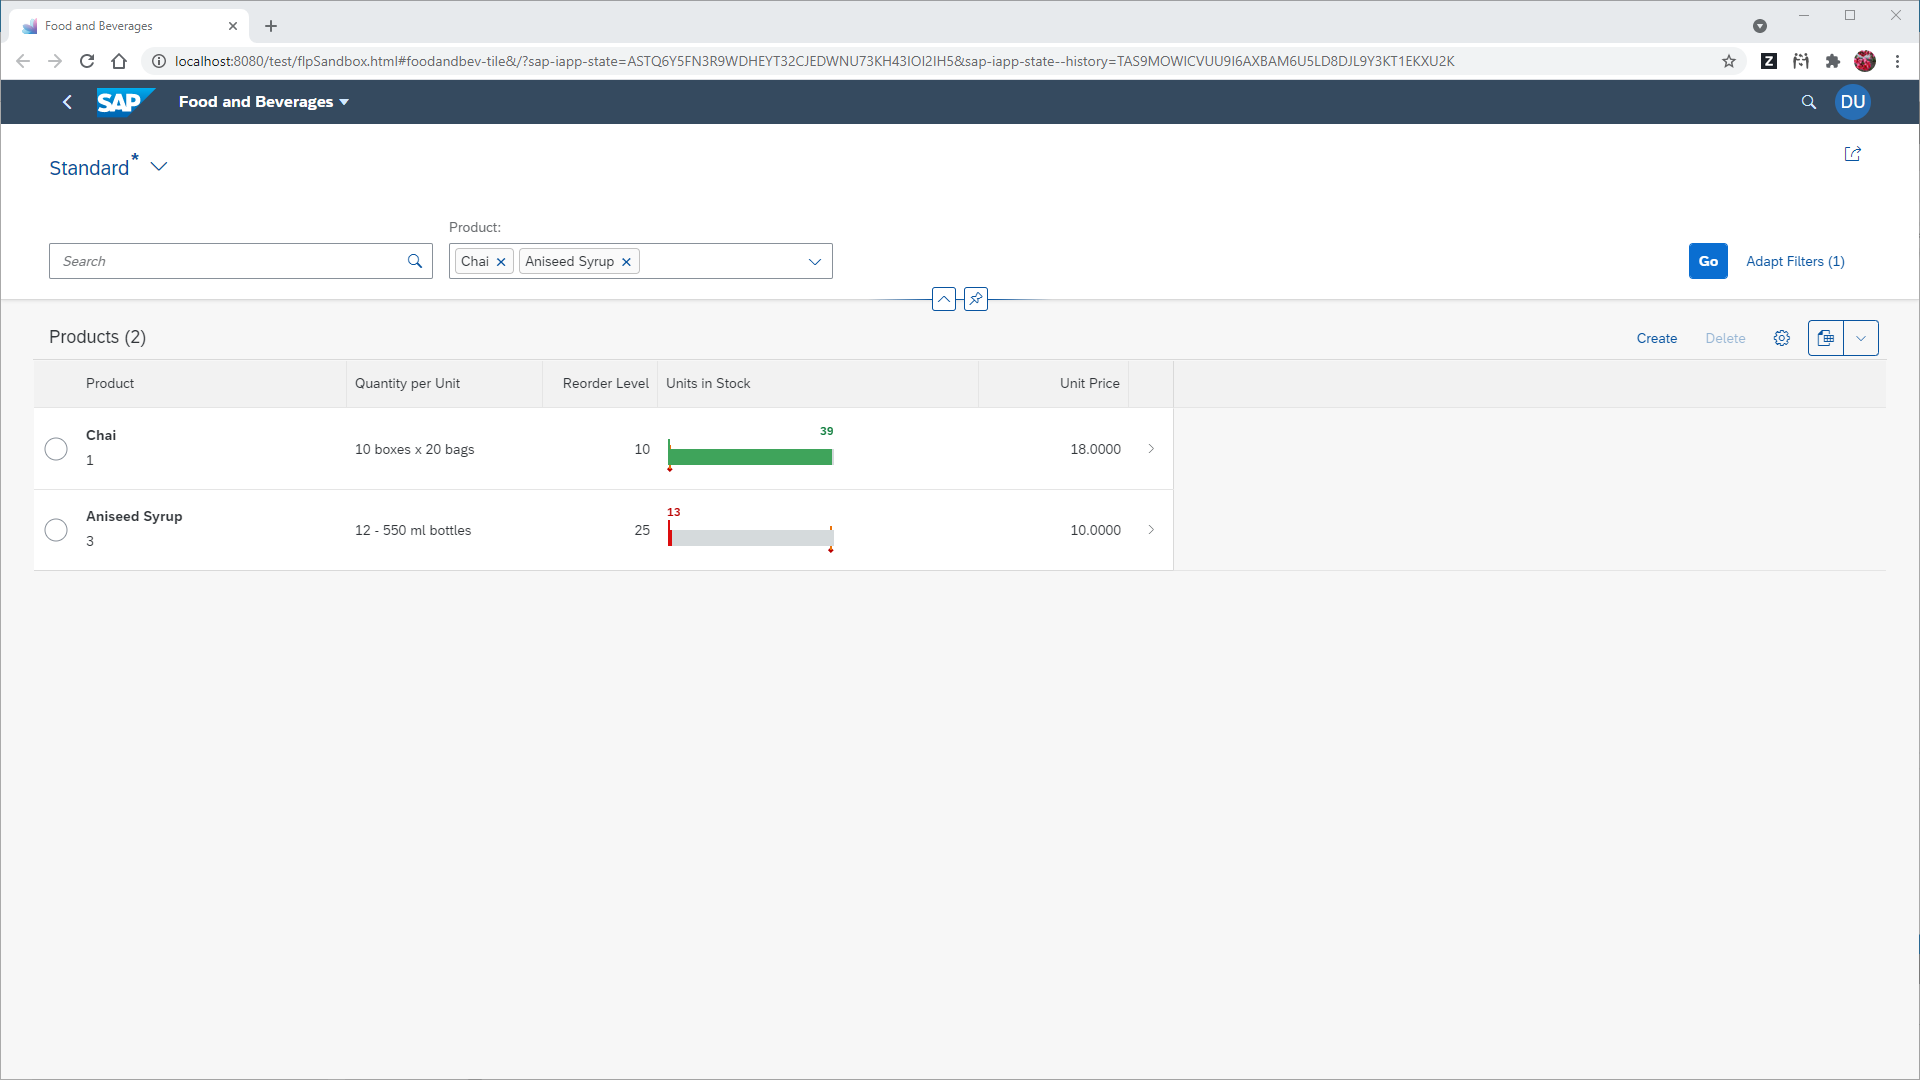 Food and Beverages
localhost:8080/test/flpSandbox.html#foodandbev-tile&/?sap-iapp-state=ASTQ6Y5FN3R9WDHEYT32CJEDWNU73KH43IOI2IH5&sap-iapp-state--history=TAS9MOWICVUU9I6AXBAM6U5LD8DJL9Y3KT1EKXU2K
Z
SAP Food and Beverages DU
Standard*
Product:
Search Chai Aniseed Syrup Go Adapt Filters (1)
Products (2) Create Delete
Product Quantity per Unit Reorder Level Units in Stock Unit Price
Chai 39
10 boxes x 20 bags 10 18.0000
1
Aniseed Syrup 13
12 - 550 ml bottles 25 10.0000
3